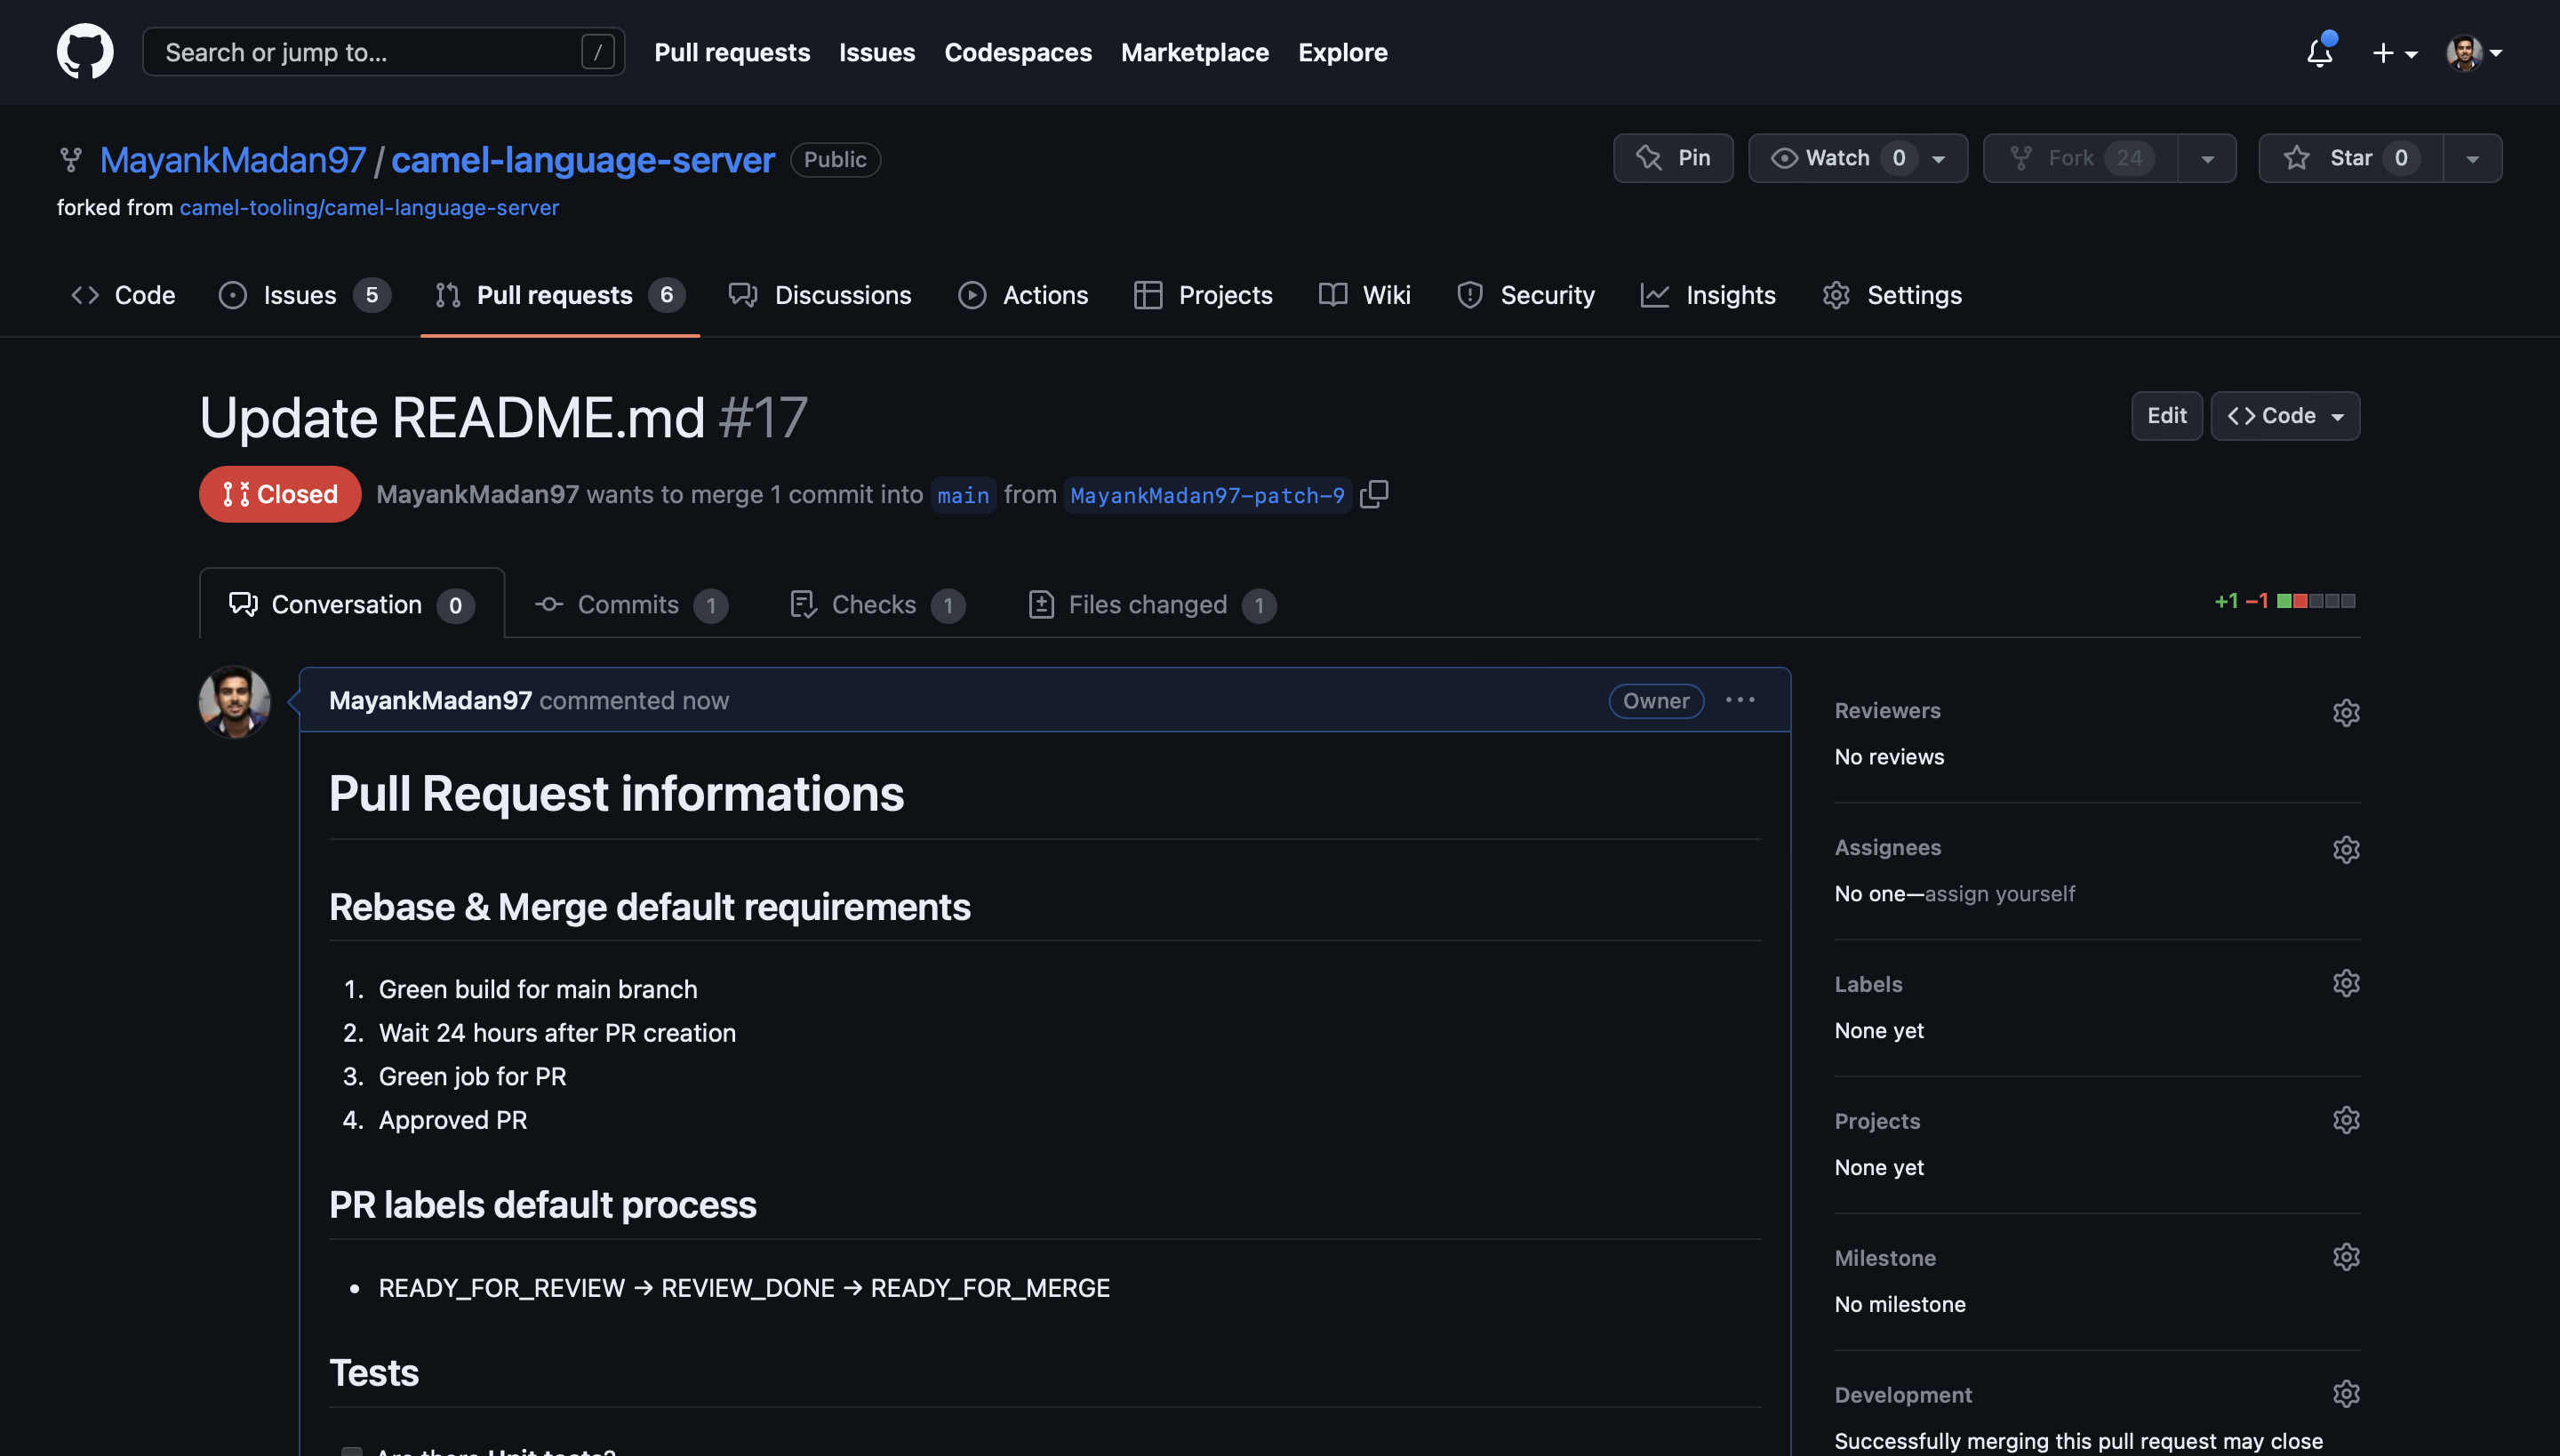 Search or jump to... / Pull requests Issues Codespaces Marketplace Explore
MayankMadan97 / camel-language-server Public Pin Watch 0 Fork 24 Star 0
forked from camel-tooling/camel-language-server
Code Issues 5 Pull requests 6 Discussions Actions Projects Wiki Security Insights Settings
Update README.md #17 Edit Code
Closed MayankMadan97 wants to merge 1 commit into main from MayankMadan97-patch-9
Conversation 0 Commits 1 Checks 1 Files changed 1 +1 −1
MayankMadan97 commented now Owner
Pull Request informations
Rebase & Merge default requirements
1. Green build for main branch
2. Wait 24 hours after PR creation
3. Green job for PR
4. Approved PR
PR labels default process
• READY_FOR_REVIEW → REVIEW_DONE → READY_FOR_MERGE
Tests
Are there Unit tests?
Reviewers
No reviews
Assignees
No one—assign yourself
Labels
None yet
Projects
None yet
Milestone
No milestone
Development
Successfully merging this pull request may close